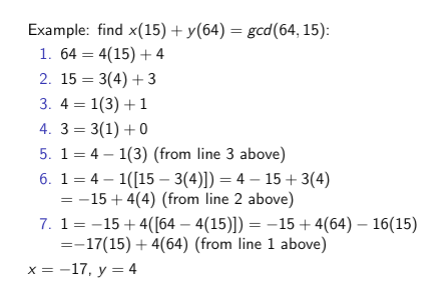 Example: find x(15) + y(64) = gcd(64, 15):
1. 64 = 4(15) + 4
2. 15 = 3(4) + 3
3. 4 = 1(3) + 1
4. 3 = 3(1) + 0
5. 1 = 4 − 1(3) (from line 3 above)
6. 1 = 4 − 1([15 − 3(4)]) = 4 − 15 + 3(4)
= −15 + 4(4) (from line 2 above)
7. 1 = −15 + 4([64 − 4(15)]) = −15 + 4(64) − 16(15)
=−17(15) + 4(64) (from line 1 above)
x = −17, y = 4